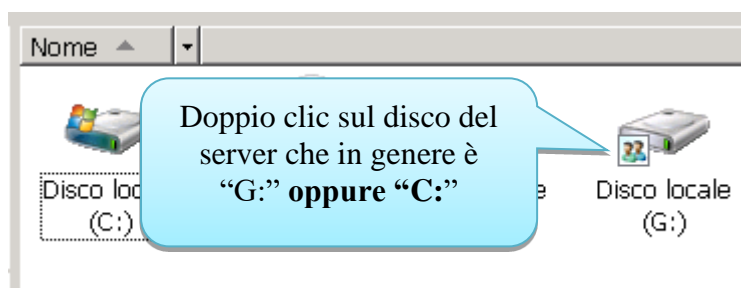 Nome
Doppio clic sul disco del
server che in genere è
“G:” oppure “C:”
Disco loc
(C:)
e
Disco locale
(G:)